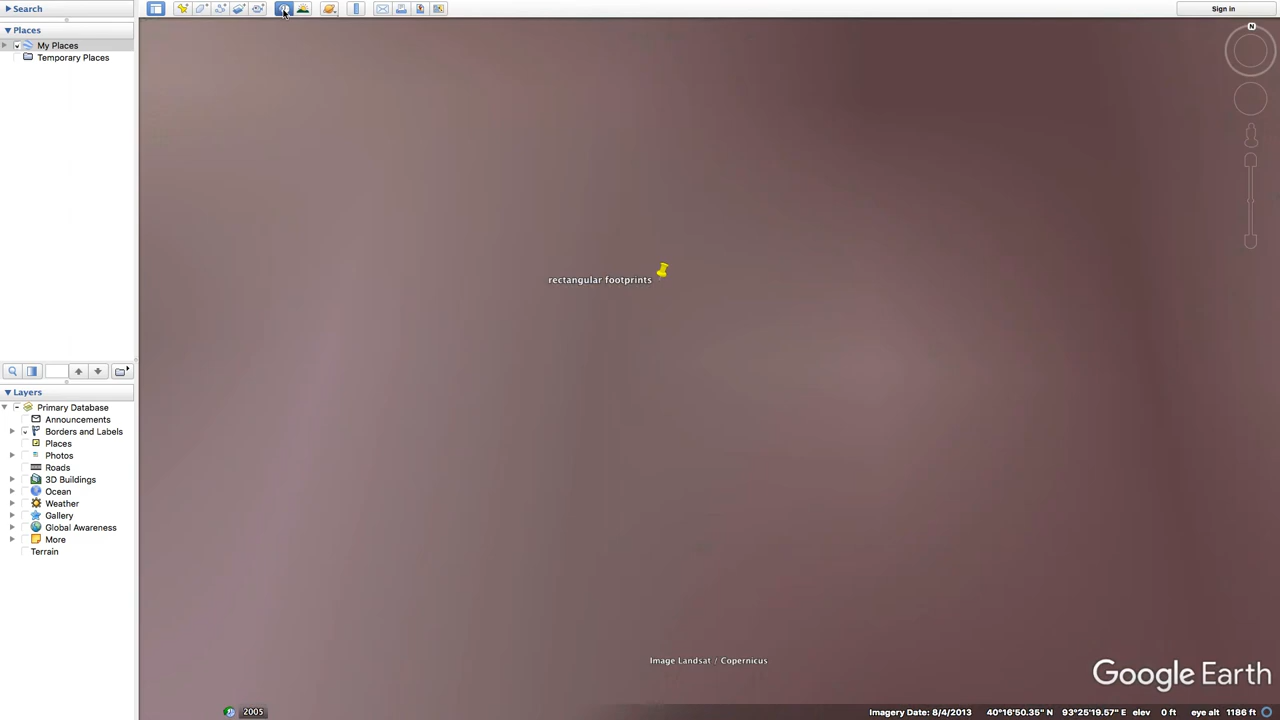 Search
Sign in
Places
My Places
Temporary Places
N
rectangular footprints
Layers
Primary Database
Announcements
Borders and Labels
Places
Photos
Roads
3D Buildings
Ocean
Weather
Gallery
Global Awareness
More
Terrain
Image Landsat / Copernicus
Google Earth
2005
Imagery Date: 8/4/2013 40°16'50.35" N 93°25'19.57" E elev 0 ft eye alt 1186 ft